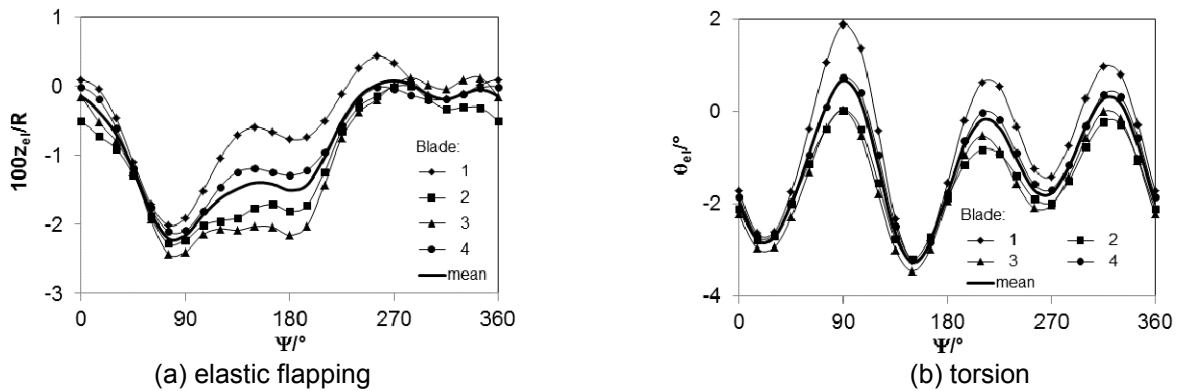 1
0
-1
-2
-3
100z_el/R
0 90 180 270 360
Ψ/°
Blade:
1
2
3
4
mean
(a) elastic flapping
2
0
-2
-4
θ_el/°
0 90 180 270 360
Ψ/°
Blade:
1 2
3 4
mean
(b) torsion